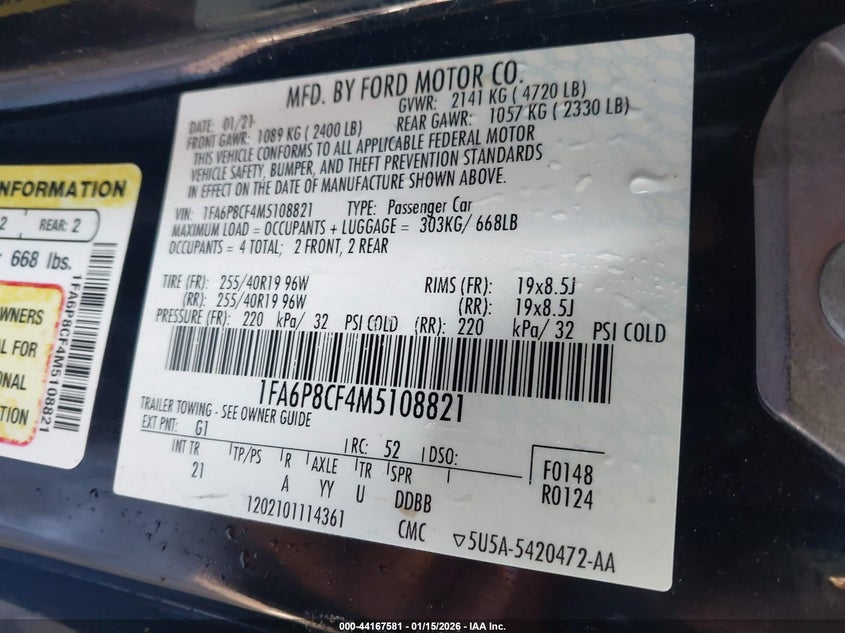 MFD. BY FORD MOTOR CO.
DATE: 01/21 GVWR: 2141 KG ( 4720 LB)
FRONT GAWR: 1089 KG ( 2400 LB) REAR GAWR: 1057 KG ( 2330 LB)
THIS VEHICLE CONFORMS TO ALL APPLICABLE FEDERAL MOTOR
VEHICLE SAFETY, BUMPER, AND THEFT PREVENTION STANDARDS
IN EFFECT ON THE DATE OF MANUFACTURE SHOWN ABOVE.
VIN: 1FA6P8CF4M5108821 TYPE: Passenger Car
MAXIMUM LOAD = OCCUPANTS + LUGGAGE = 303KG/ 668LB
OCCUPANTS = 4 TOTAL; 2 FRONT, 2 REAR
TIRE (FR): 255/40R19 96W RIMS (FR): 19x8.5J
(RR): 255/40R19 96W (RR): 19x8.5J
PRESSURE (FR): 220 kPa/ 32 PSI COLD (RR): 220 kPa/ 32 PSI COLD
1FA6P8CF4M5108821
TRAILER TOWING - SEE OWNER GUIDE
EXT PNT: G1 RC: 52 DSO:
INT TR TP/PS R AXLE TR SPR F0148
21 A YY U DDBB R0124
1202101114361 CMC ▽5U5A-5420472-AA
INFORMATION
2 REAR: 2
668 lbs.
OWNERS
FOR
1FA6P8CF4M5108821
000-44167581 - 01/15/2026 - IAA Inc.